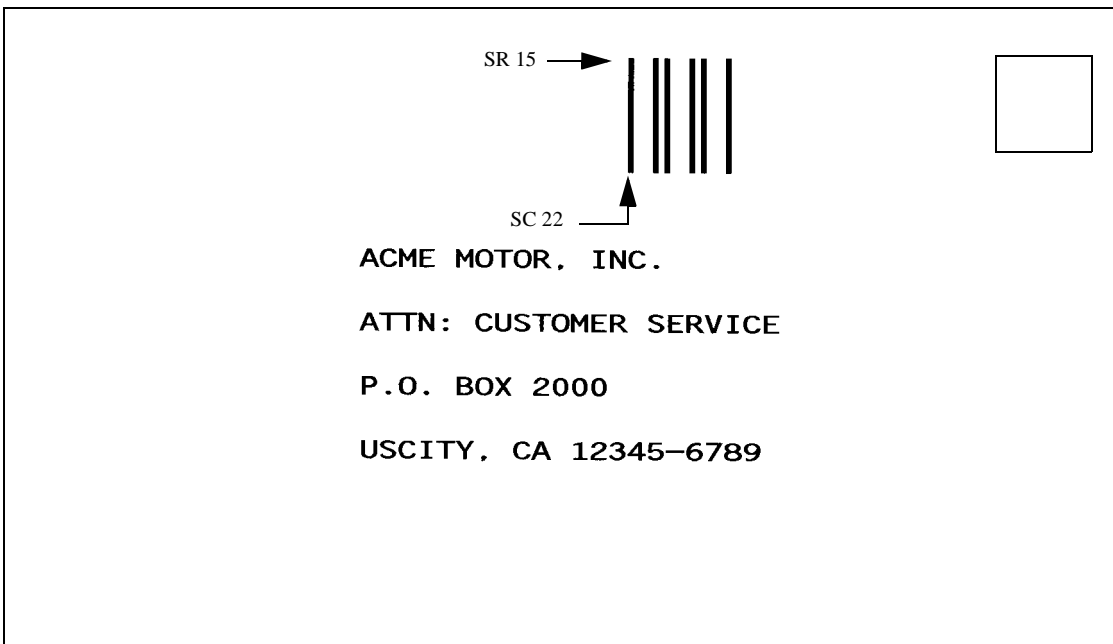 SR 15
SC 22
ACME MOTOR, INC.
ATTN: CUSTOMER SERVICE
P.O. BOX 2000
USCITY, CA 12345-6789